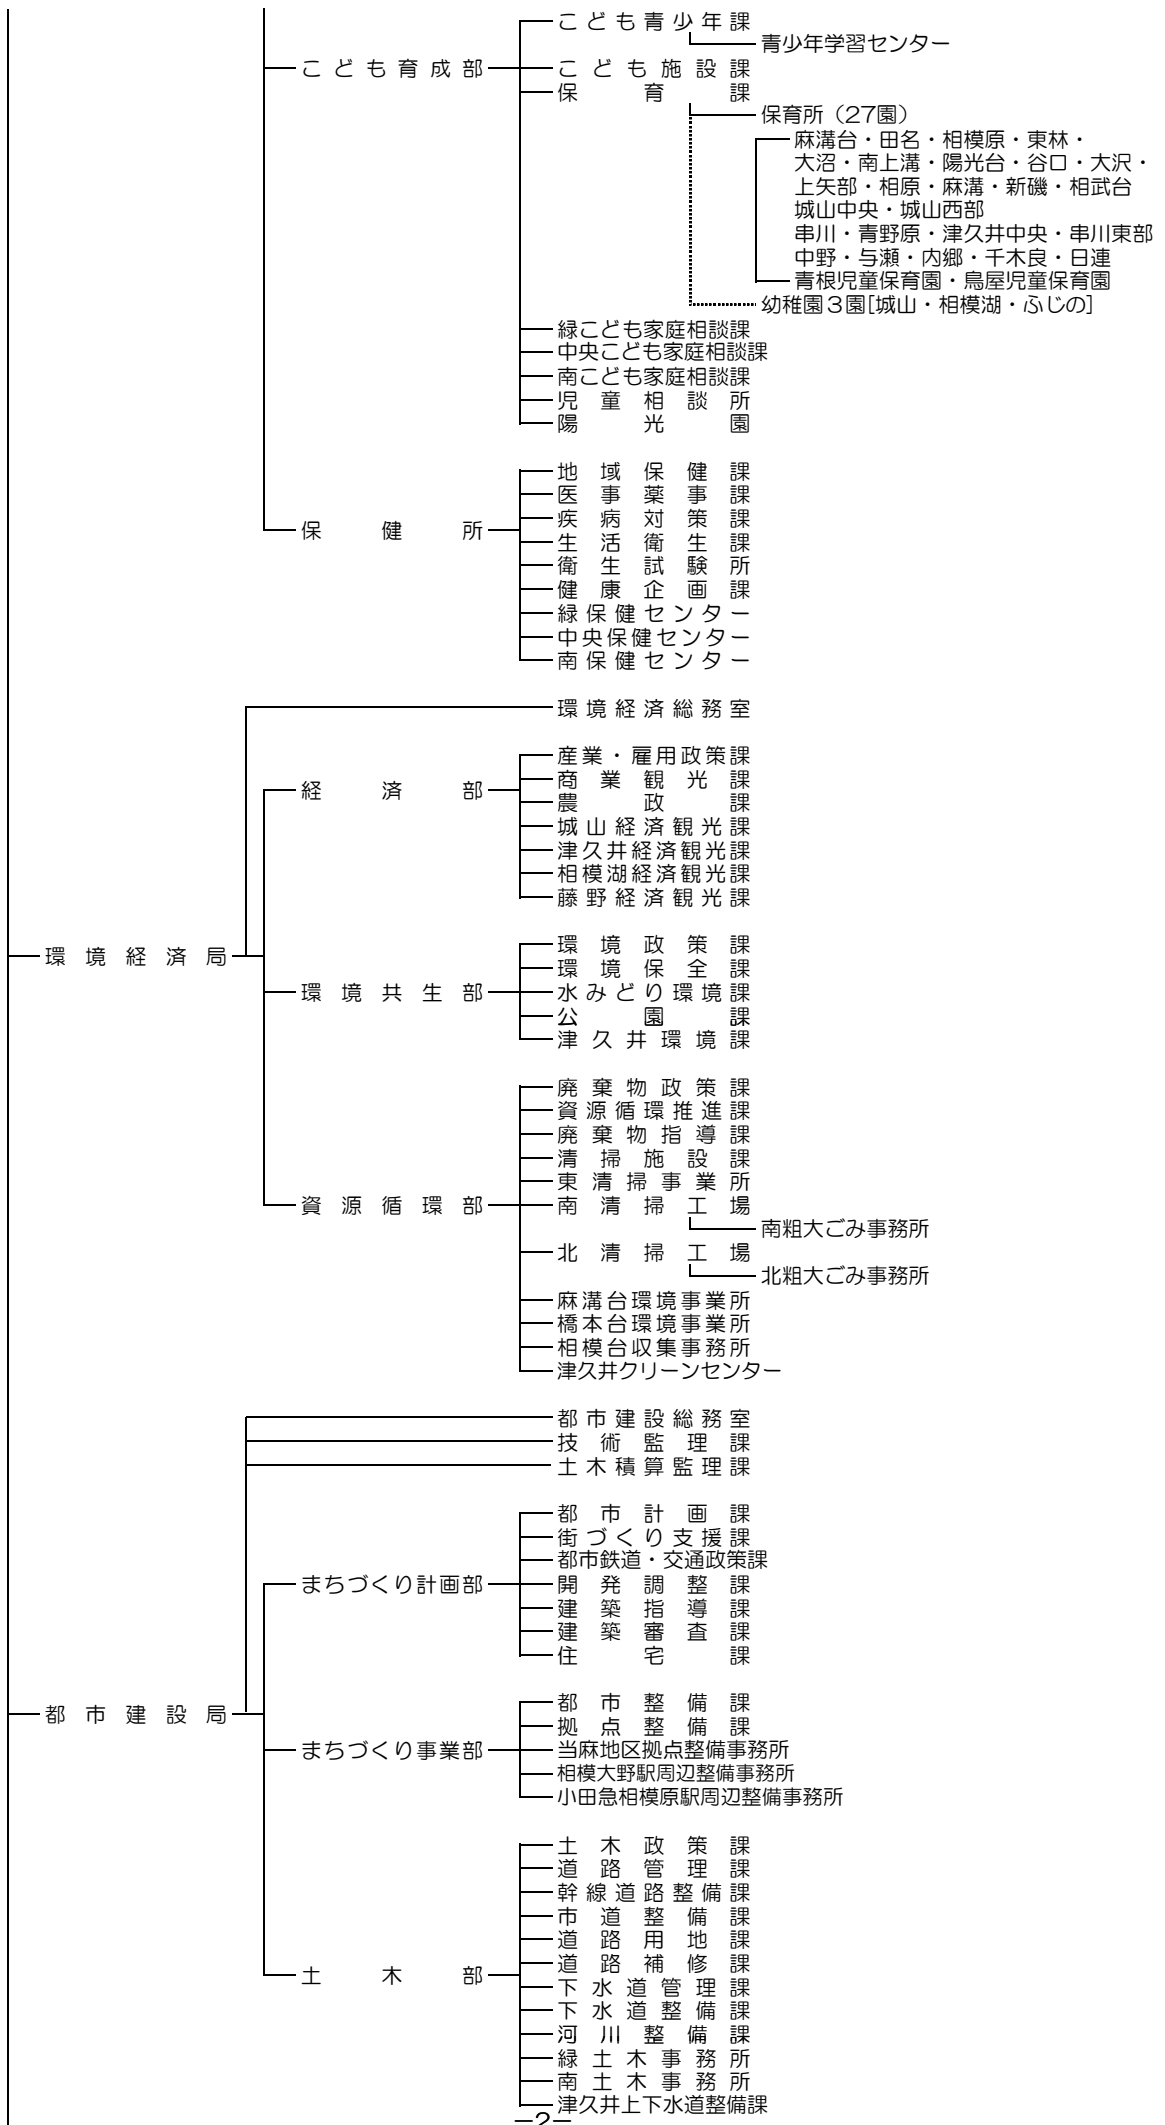 こども青少年課
青少年学習センター
こども育成部
こども施設課
保育課
保育所（27園）
麻溝台・田名・相模原・東林・
大沼・南上溝・陽光台・谷口・大沢・
上矢部・相原・麻溝・新磯・相武台
城山中央・城山西部
串川・青野原・津久井中央・串川東部
中野・与瀬・内郷・千木良・日連
青根児童保育園・鳥屋児童保育園
幼稚園３園[城山・相模湖・ふじの]
緑こども家庭相談課
中央こども家庭相談課
南こども家庭相談課
児童相談所
陽光園
地域保健課
医事薬事課
疾病対策課
保健所
生活衛生課
衛生試験所
健康企画課
緑保健センター
中央保健センター
南保健センター
環境経済総務室
産業・雇用政策課
商業観光課
経済部
農政課
城山経済観光課
津久井経済観光課
相模湖経済観光課
藤野経済観光課
環境経済局
環境政策課
環境保全課
環境共生部
水みどり環境課
公園課
津久井環境課
廃棄物政策課
資源循環推進課
廃棄物指導課
清掃施設課
東清掃事業所
資源循環部
南清掃工場
南粗大ごみ事務所
北清掃工場
北粗大ごみ事務所
麻溝台環境事業所
橋本台環境事業所
相模台収集事務所
津久井クリーンセンター
都市建設総務室
技術監理課
土木積算監理課
都市計画課
街づくり支援課
都市鉄道・交通政策課
まちづくり計画部
開発調整課
建築指導課
建築審査課
住宅課
都市建設局
都市整備課
拠点整備課
まちづくり事業部
当麻地区拠点整備事務所
相模大野駅周辺整備事務所
小田急相模原駅周辺整備事務所
土木政策課
道路管理課
幹線道路整備課
市道整備課
道路用地課
道路補修課
土木部
下水道管理課
下水道整備課
河川整備課
緑土木事務所
南土木事務所
津久井上下水道整備課
－2－